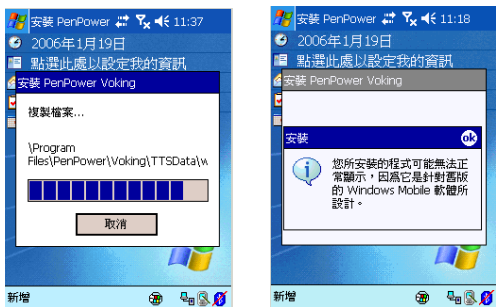 安裝 PenPower 11:37
2006年1月19日
點選此處以設定我的資訊
安裝 PenPower Voking
複製檔案...
\Program
Files\PenPower\Voking\TTSData\w
取消
新增
安裝 PenPower 11:18
2006年1月19日
點選此處以設定我的資訊
安裝 PenPower Voking
安裝
ok
您所安裝的程式可能無法正
常顯示，因為它是針對舊版
的 Windows Mobile 軟體所
設計。
新增